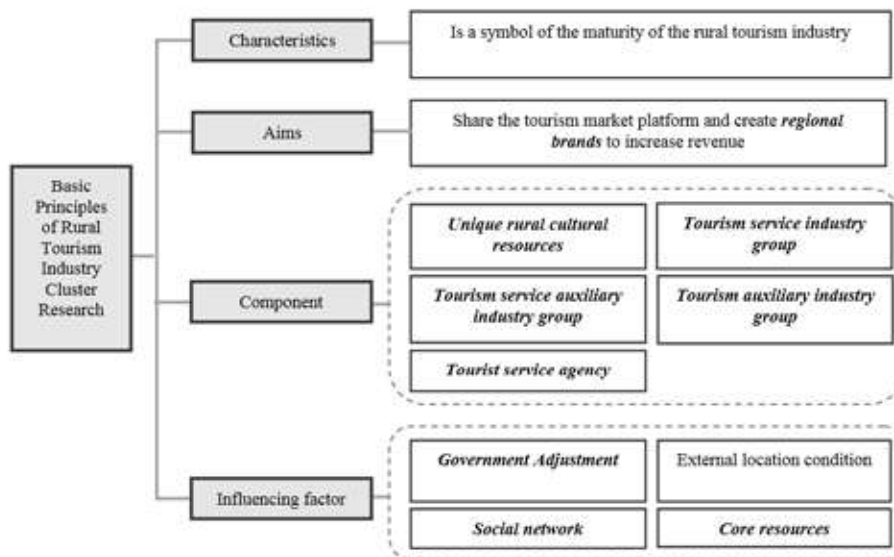 Basic
Principles
of Rural
Tourism
Industry
Cluster
Research
Characteristics
Is a symbol of the maturity of the rural tourism industry
Aims
Share the tourism market platform and create regional
brands to increase revenue
Component
Unique rural cultural
resources
Tourism service industry
group
Tourism service auxiliary
industry group
Tourism auxiliary industry
group
Tourist service agency
Influencing factor
Government Adjustment
External location condition
Social network
Core resources